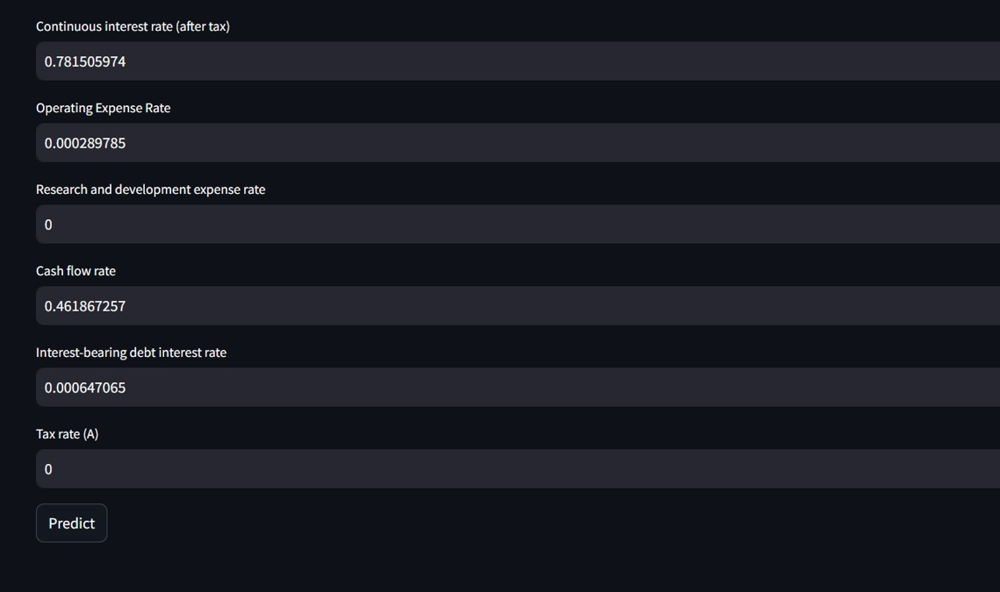 Continuous interest rate (after tax)
0.781505974
Operating Expense Rate
0.000289785
Research and development expense rate
0
Cash flow rate
0.461867257
Interest-bearing debt interest rate
0.000647065
Tax rate (A)
0
Predict